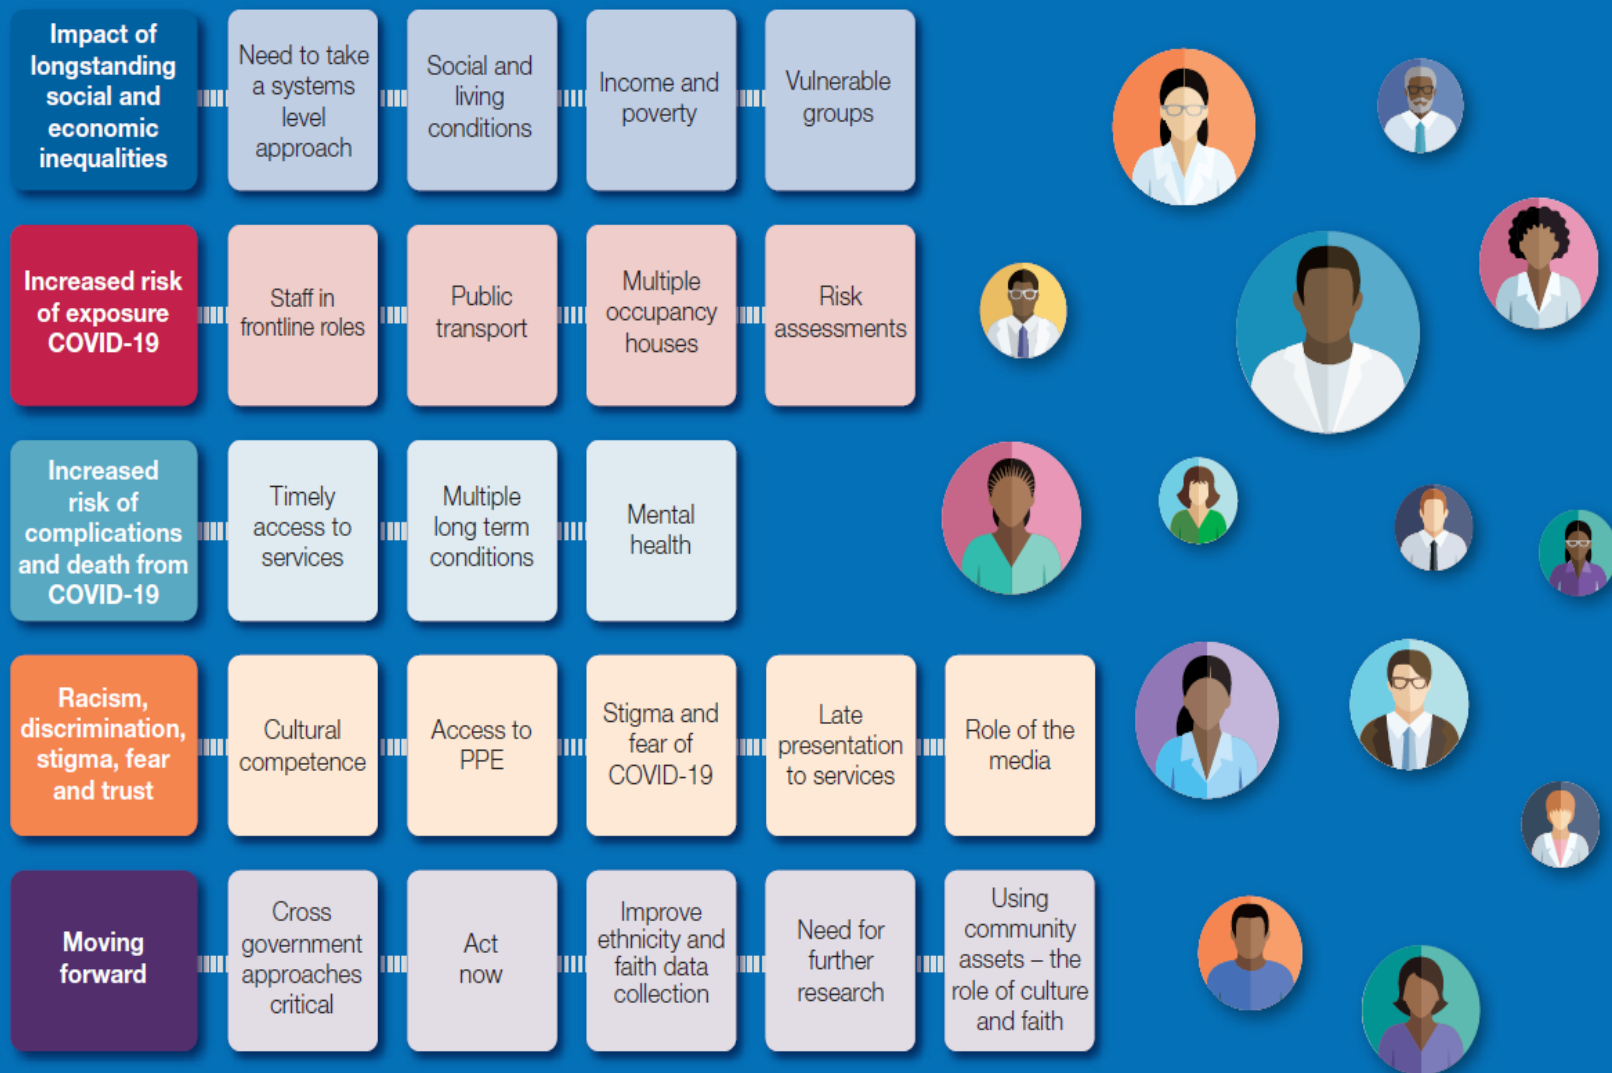 Impact of
longstanding
social and
economic
inequalities
Need to take
a systems
level
approach
Social and
living
conditions
Income and
poverty
Vulnerable
groups
Increased risk
of exposure
COVID-19
Staff in
frontline roles
Public
transport
Multiple
occupancy
houses
Risk
assessments
Increased
risk of
complications
and death from
COVID-19
Timely
access to
services
Multiple
long term
conditions
Mental
health
Racism,
discrimination,
stigma, fear
and trust
Cultural
competence
Access to
PPE
Stigma and
fear of
COVID-19
Late
presentation
to services
Role of the
media
Moving
forward
Cross
government
approaches
critical
Act
now
Improve
ethnicity and
faith data
collection
Need for
further
research
Using
community
assets – the
role of culture
and faith